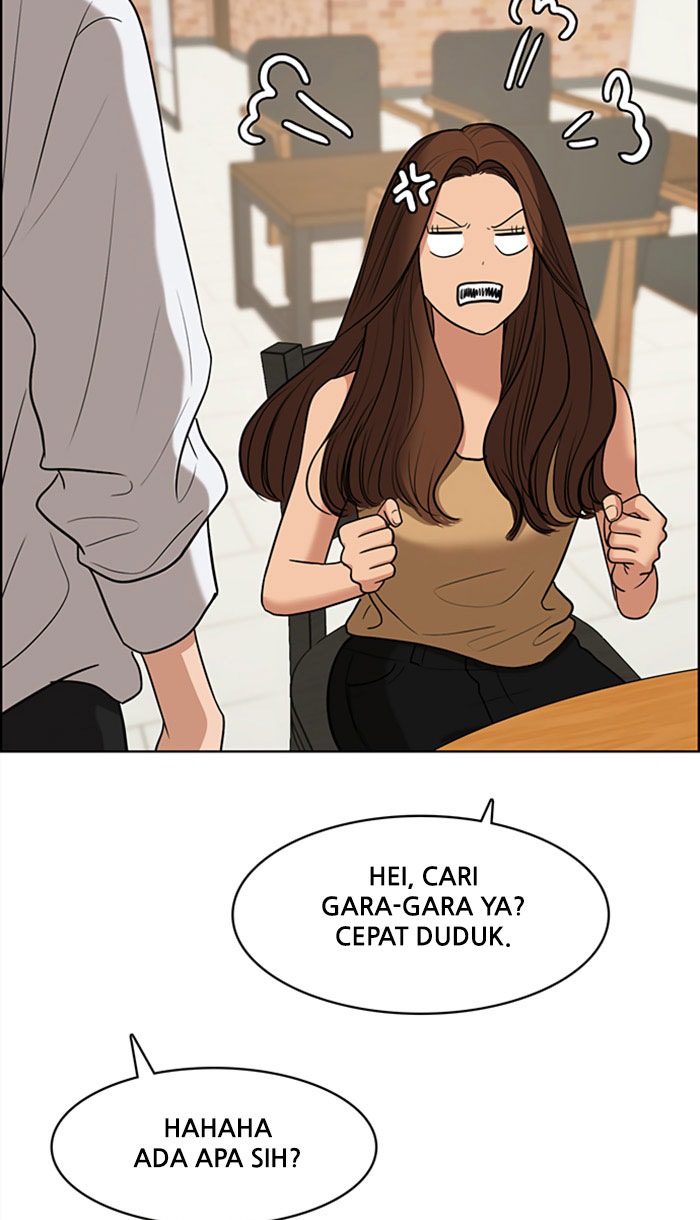 HEI, CARI
GARA-GARA YA?
CEPAT DUDUK.
HAHAHA
ADA APA SIH?